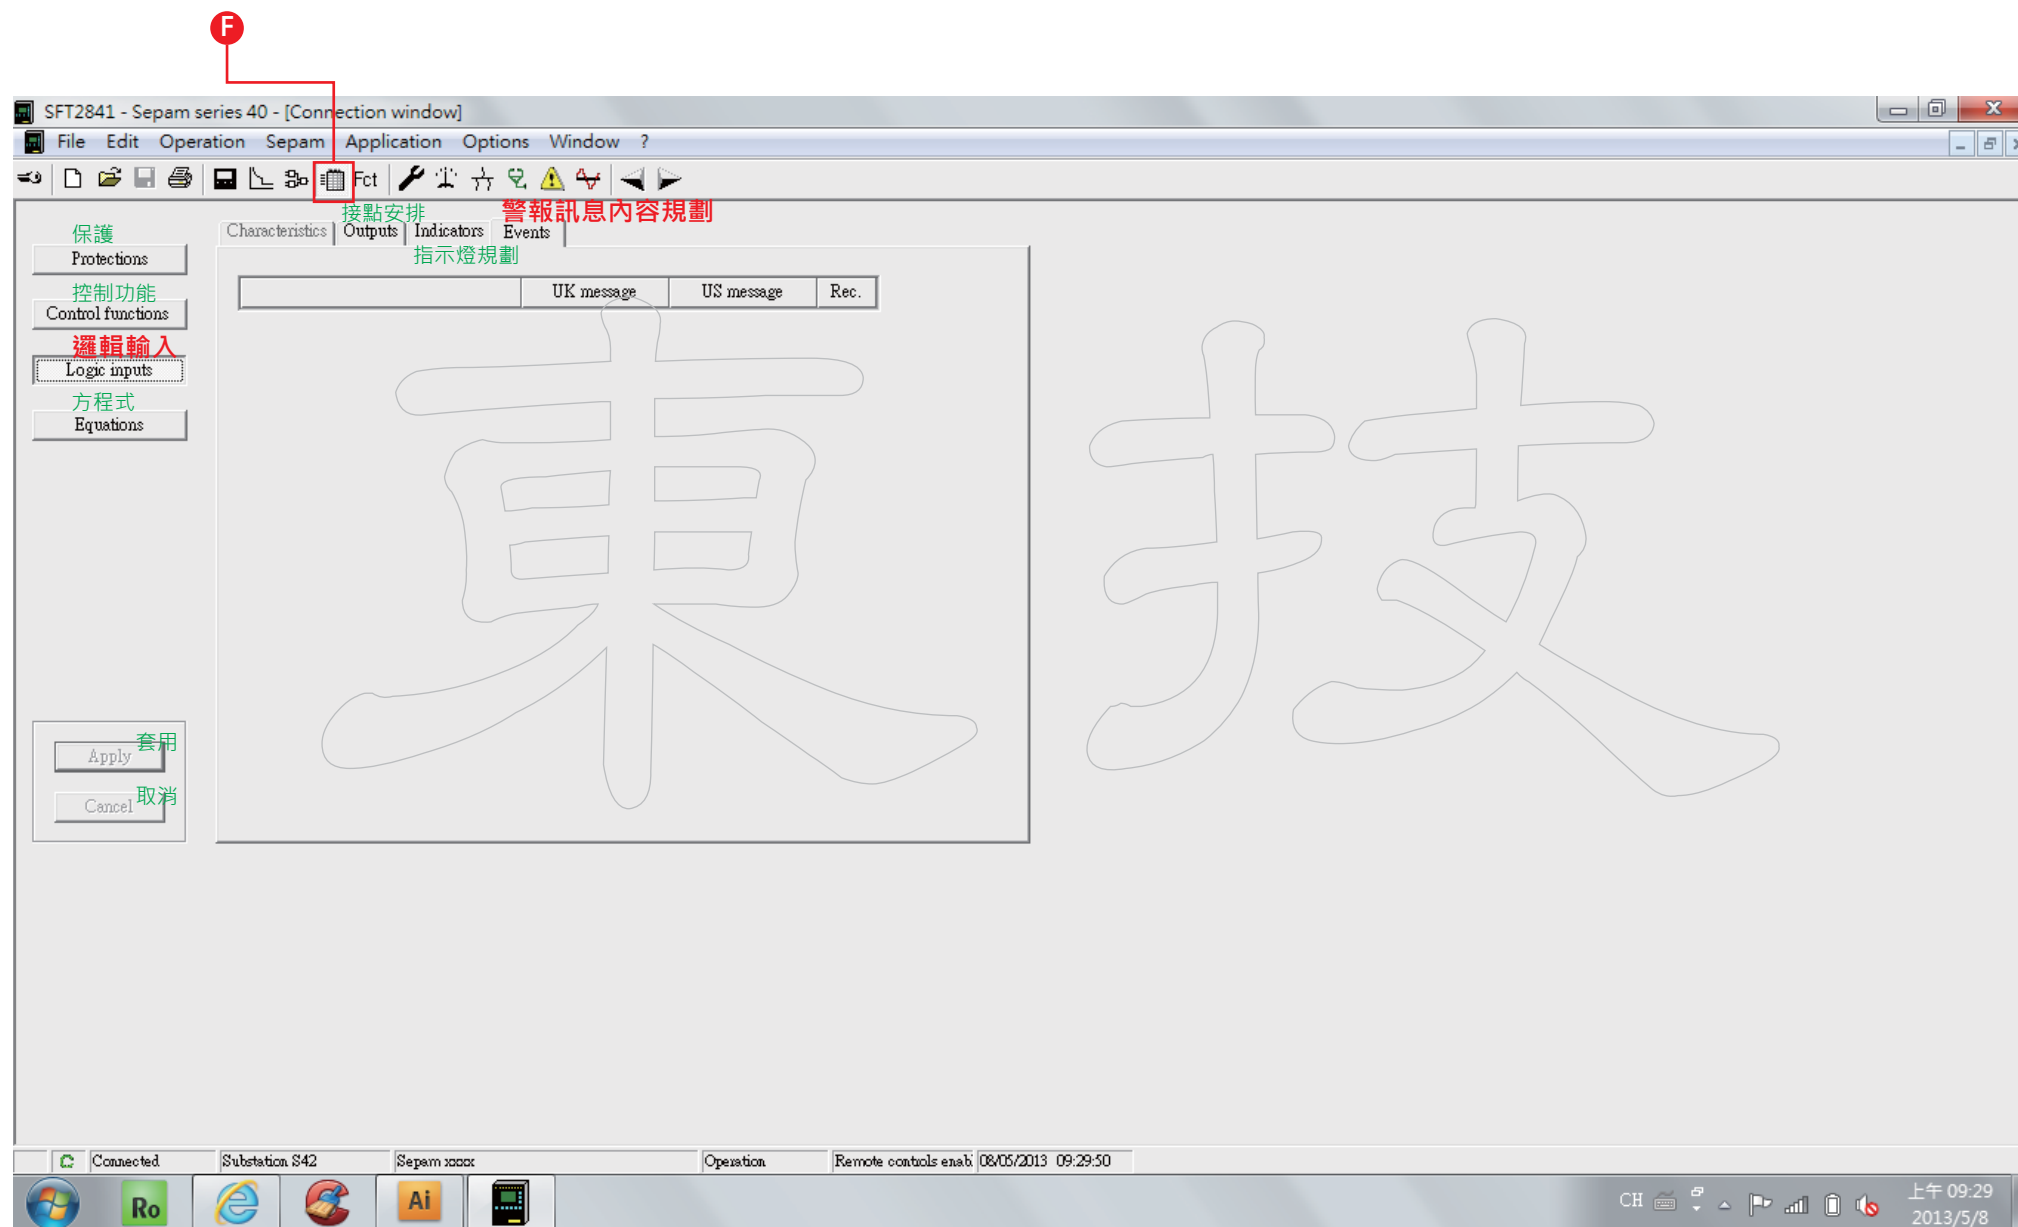 F
SFT2841 - Sepam series 40 - [Connection window]
File Edit Operation Sepam Application Options Window ?
Fct
接點安排
警報訊息內容規劃
Characteristics Outputs Indicators Events
指示燈規劃
保護
Protections
控制功能
Control functions
邏輯輸入
Logic inputs
方程式
Equations
UK message US message Rec.
東技
套用
Apply
取消
Cancel
Connected Substation S42 Sepam xxxx Operation Remote controls enab 08/05/2013 09:29:50
Ro Ai CH 上午 09:29
2013/5/8